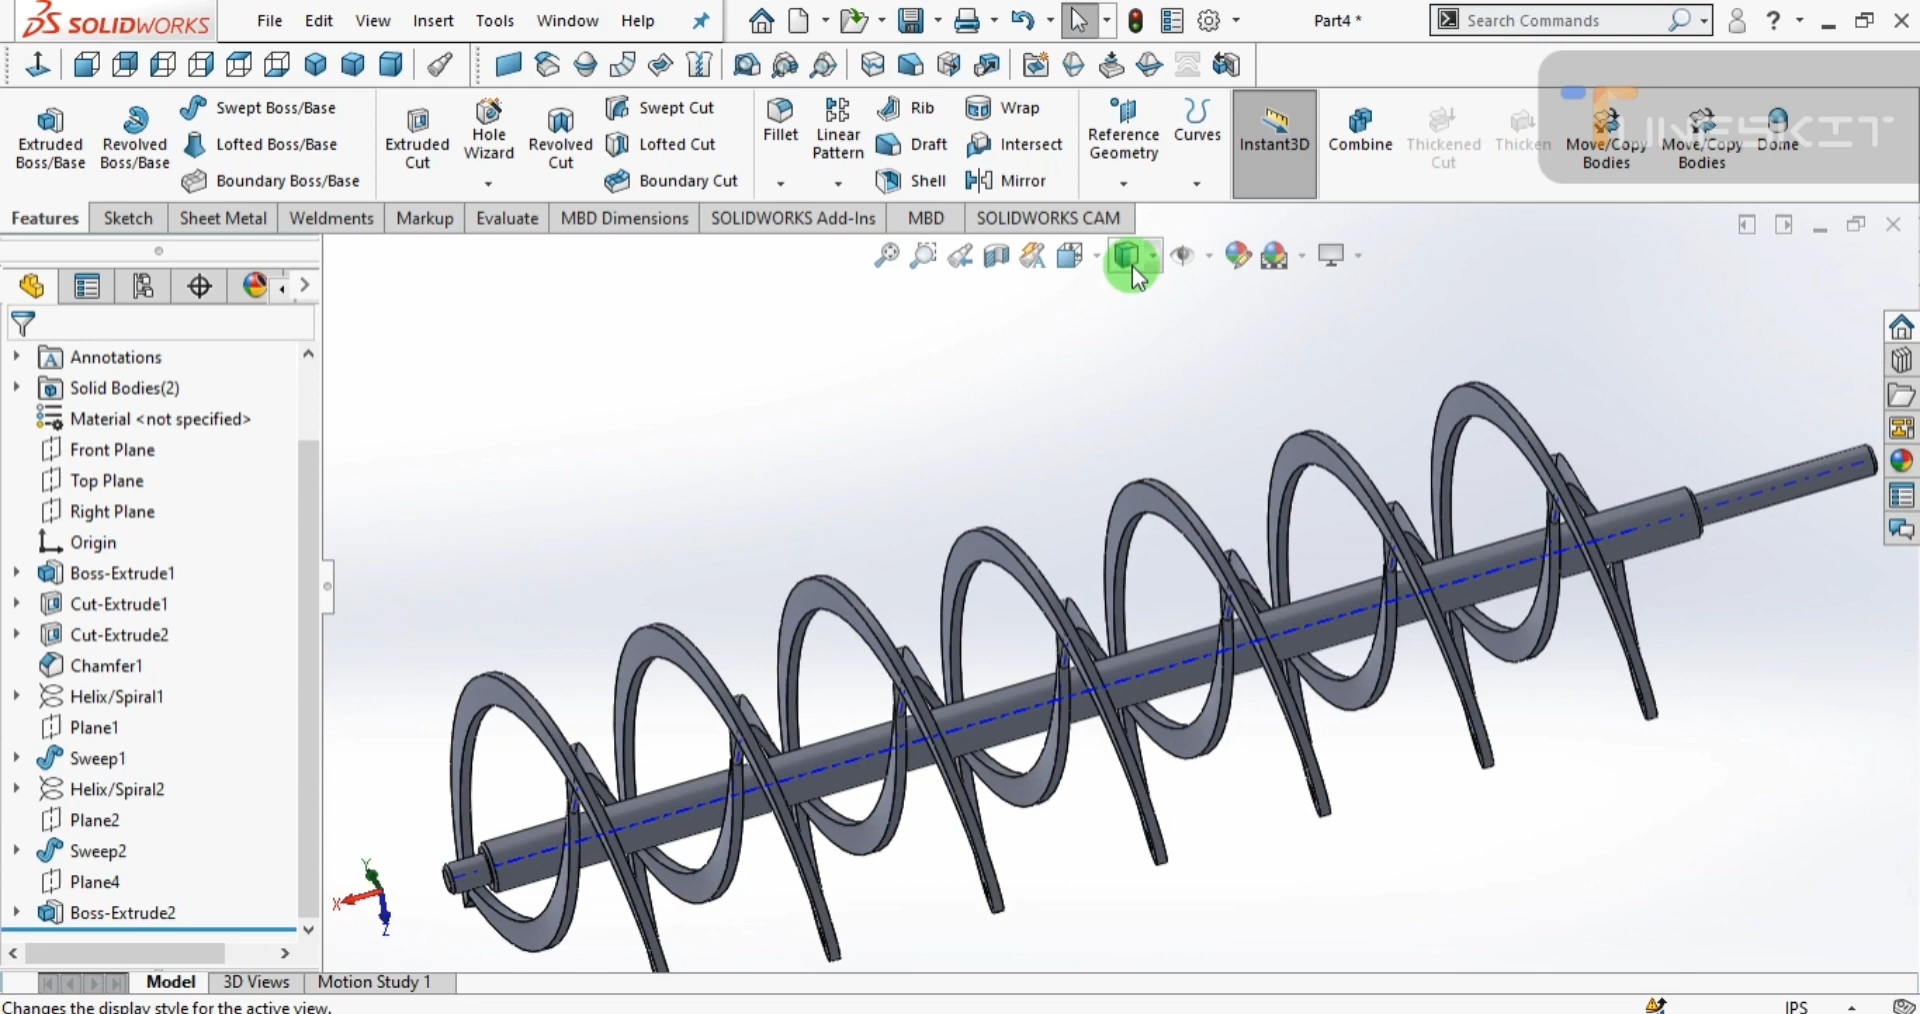 SOLIDWORKS
File Edit View Insert Tools Window Help
Part4 *
Search Commands
Extruded Boss/Base
Revolved Boss/Base
Swept Boss/Base
Lofted Boss/Base
Boundary Boss/Base
Extruded Cut
Hole Wizard
Revolved Cut
Swept Cut
Lofted Cut
Boundary Cut
Fillet
Linear Pattern
Rib
Draft
Shell
Wrap
Intersect
Mirror
Reference Geometry
Curves
Instant3D
Combine
Thickened Cut
Thicken
Move/Copy Bodies
Move/Copy Bodies
Dome
Features Sketch Sheet Metal Weldments Markup Evaluate MBD Dimensions SOLIDWORKS Add-Ins MBD SOLIDWORKS CAM
Annotations
Solid Bodies(2)
Material <not specified>
Front Plane
Top Plane
Right Plane
Origin
Boss-Extrude1
Cut-Extrude1
Cut-Extrude2
Chamfer1
Helix/Spiral1
Plane1
Sweep1
Helix/Spiral2
Plane2
Sweep2
Plane4
Boss-Extrude2
Y
X
Z
Model 3D Views Motion Study 1
Changes the display style for the active view.
IPS